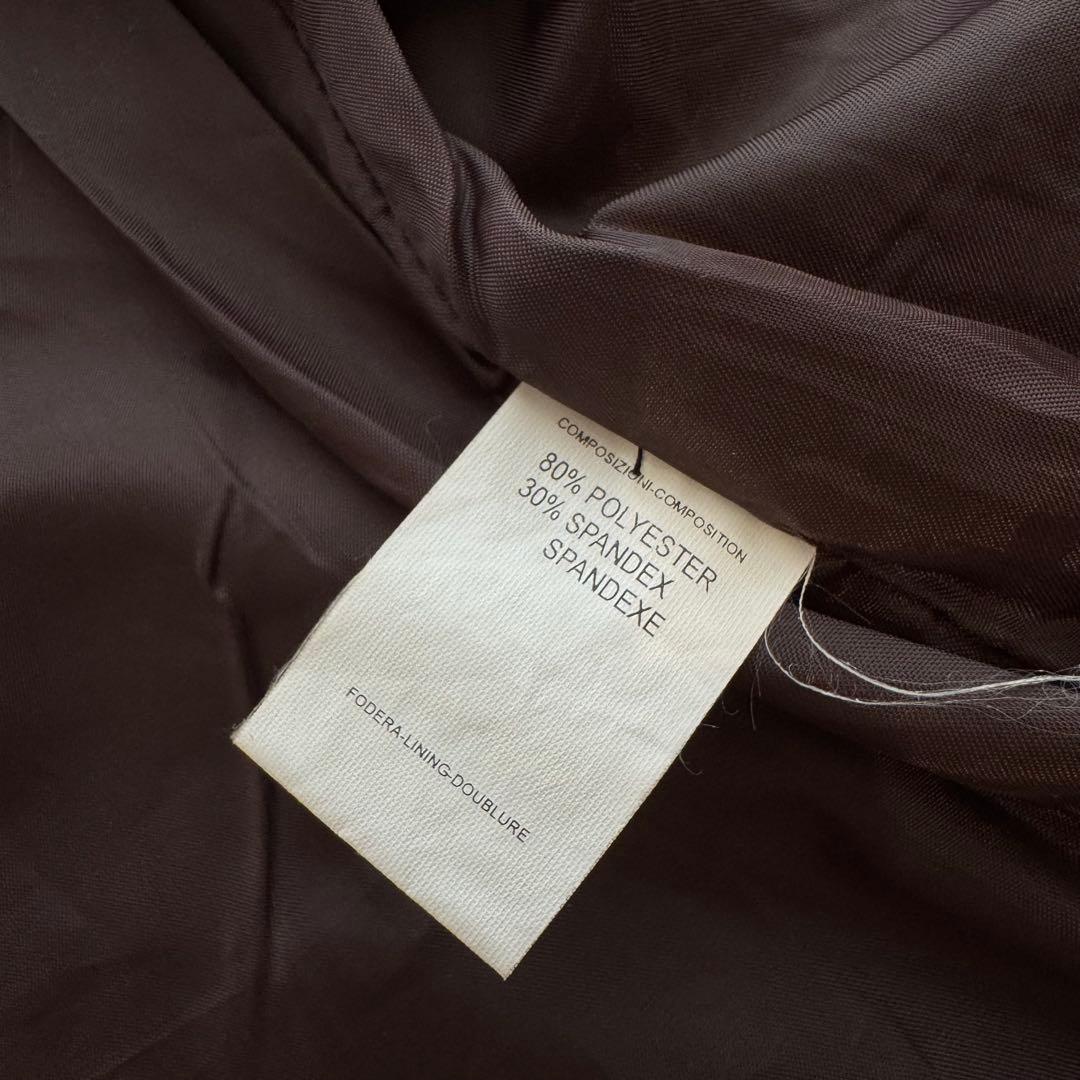 COMPOSIZIONI-COMPOSITION
80% POLYESTER
30% SPANDEX
SPANDEXE
FODERA-LINING-DOUBLURE